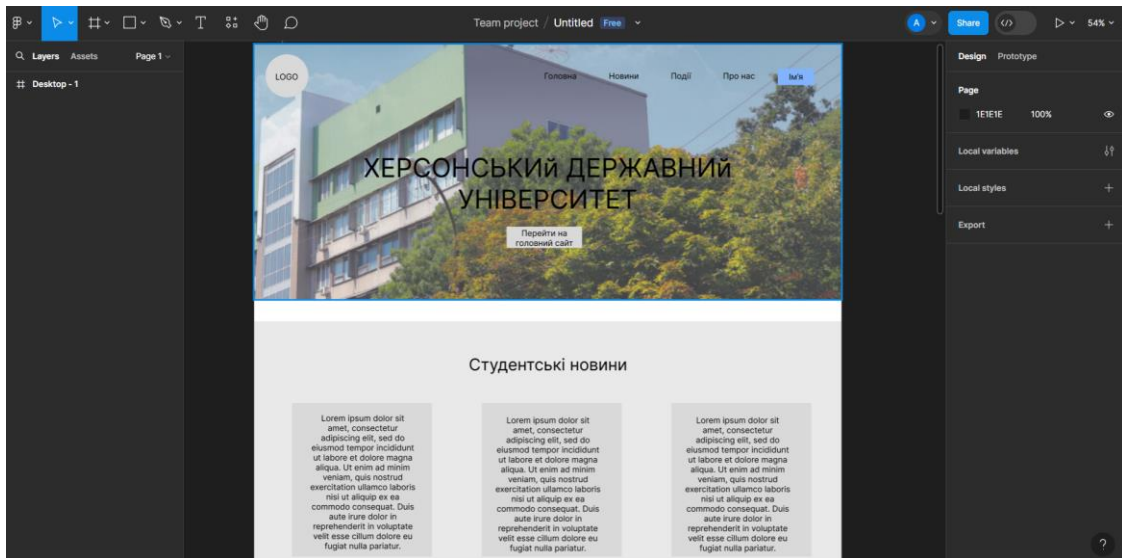 Team project / Untitled Free
A Share 54%
Layers Assets Page 1
Desktop - 1
LOGO
Головна Новини Події Про нас Ім'я
ХЕРСОНСЬКИй ДЕРЖАВНИй
УНІВЕРСИТЕТ
Перейти на
головний сайт
Студентські новини
Lorem ipsum dolor sit
amet, consectetur
adipiscing elit, sed do
eiusmod tempor incididunt
ut labore et dolore magna
aliqua. Ut enim ad minim
veniam, quis nostrud
exercitation ullamco laboris
nisi ut aliquip ex ea
commodo consequat. Duis
aute irure dolor in
reprehenderit in voluptate
velit esse cillum dolore eu
fugiat nulla pariatur.
Lorem ipsum dolor sit
amet, consectetur
adipiscing elit, sed do
eiusmod tempor incididunt
ut labore et dolore magna
aliqua. Ut enim ad minim
veniam, quis nostrud
exercitation ullamco laboris
nisi ut aliquip ex ea
commodo consequat. Duis
aute irure dolor in
reprehenderit in voluptate
velit esse cillum dolore eu
fugiat nulla pariatur.
Lorem ipsum dolor sit
amet, consectetur
adipiscing elit, sed do
eiusmod tempor incididunt
ut labore et dolore magna
aliqua. Ut enim ad minim
veniam, quis nostrud
exercitation ullamco laboris
nisi ut aliquip ex ea
commodo consequat. Duis
aute irure dolor in
reprehenderit in voluptate
velit esse cillum dolore eu
fugiat nulla pariatur.
Design Prototype
Page
1E1E1E 100%
Local variables
Local styles
Export
?